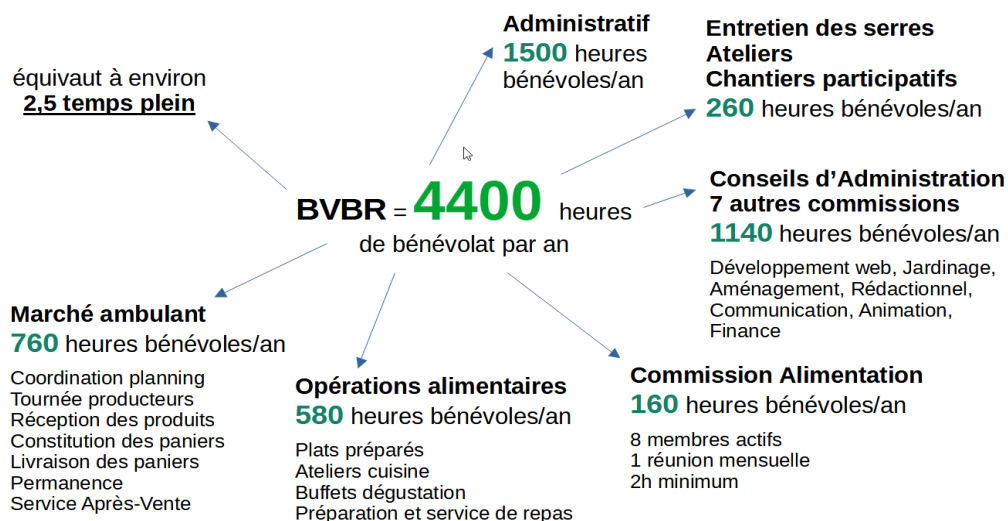 Administratif
1500 heures
bénévoles/an
Entretien des serres
Ateliers
Chantiers participatifs
260 heures bénévoles/an
équivaut à environ
2,5 temps plein
BVBR = 4400 heures
de bénévolat par an
Conseils d’Administration
7 autres commissions
1140 heures bénévoles/an
Développement web, Jardinage,
Aménagement, Rédactionnel,
Communication, Animation,
Finance
Marché ambulant
760 heures bénévoles/an
Coordination planning
Tournée producteurs
Réception des produits
Constitution des paniers
Livraison des paniers
Permanence
Service Après-Vente
Opérations alimentaires
580 heures bénévoles/an
Plats préparés
Ateliers cuisine
Buffets dégustation
Préparation et service de repas
Commission Alimentation
160 heures bénévoles/an
8 membres actifs
1 réunion mensuelle
2h minimum